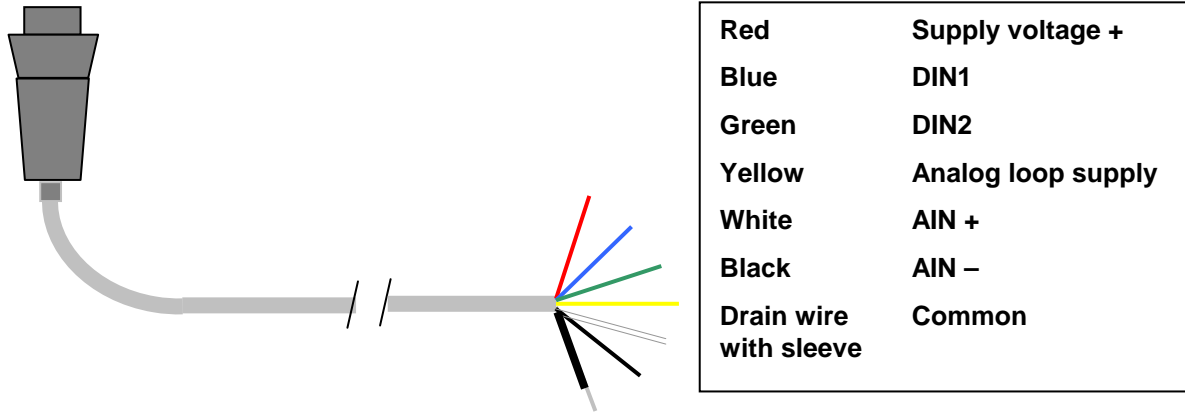 Red Supply voltage +
Blue DIN1
Green DIN2
Yellow Analog loop supply
White AIN +
Black AIN –
Drain wire Common
with sleeve